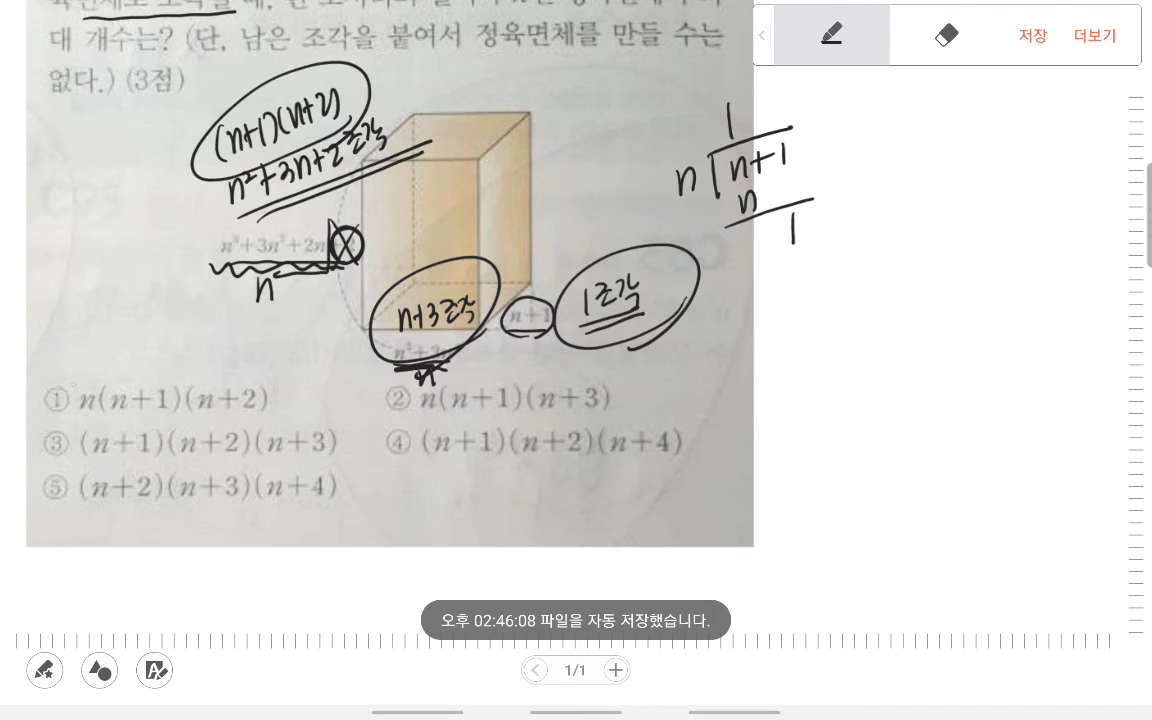 대 개수는? (단, 남은 조각을 붙여서 정육면체를 만들 수는
없다.) (3점)
저장 더보기
(n+1)(n+2)
n²+3n+2조각
1
n n+1
n
1
n³+3n²+2n
n
n+3조각
n+1
1조각
n
① n(n+1)(n+2)
② n(n+1)(n+3)
③ (n+1)(n+2)(n+3)
④ (n+1)(n+2)(n+4)
⑤ (n+2)(n+3)(n+4)
오후 02:46:08 파일을 자동 저장했습니다.
1/1